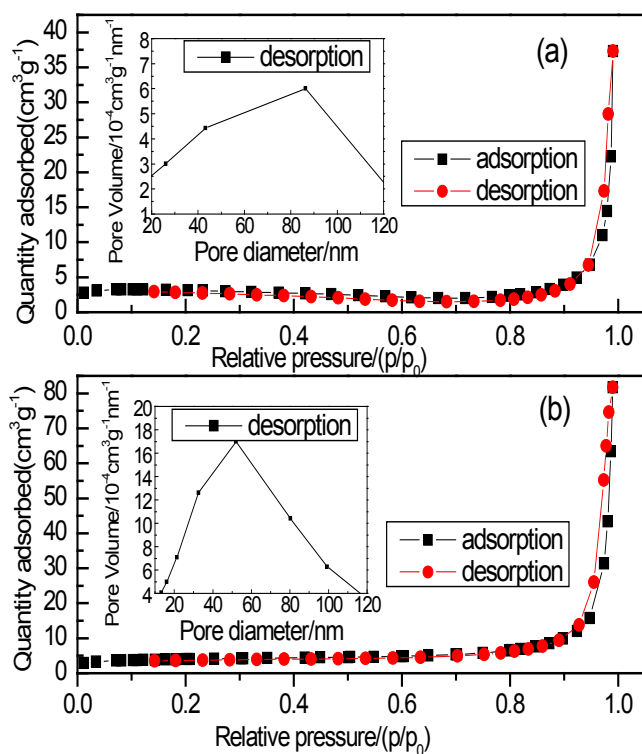 (a)
Quantity adsorbed(cm³g⁻¹)
40
35
30
25
20
15
10
5
0
0.0 0.2 0.4 0.6 0.8 1.0
Relative pressure/(p/p₀)
adsorption
desorption
desorption
Pore Volume/10⁻⁴cm³g⁻¹nm⁻¹
8
7
6
5
4
3
2
1
20 40 60 80 100 120
Pore diameter/nm
(b)
Quantity adsorbed(cm³g⁻¹)
80
70
60
50
40
30
20
10
0
0.0 0.2 0.4 0.6 0.8 1.0
Relative pressure/(p/p₀)
adsorption
desorption
desorption
Pore Volume/10⁻⁴cm³g⁻¹nm⁻¹
20
18
16
14
12
10
8
6
4
20 40 60 80 100 120
Pore diameter/nm